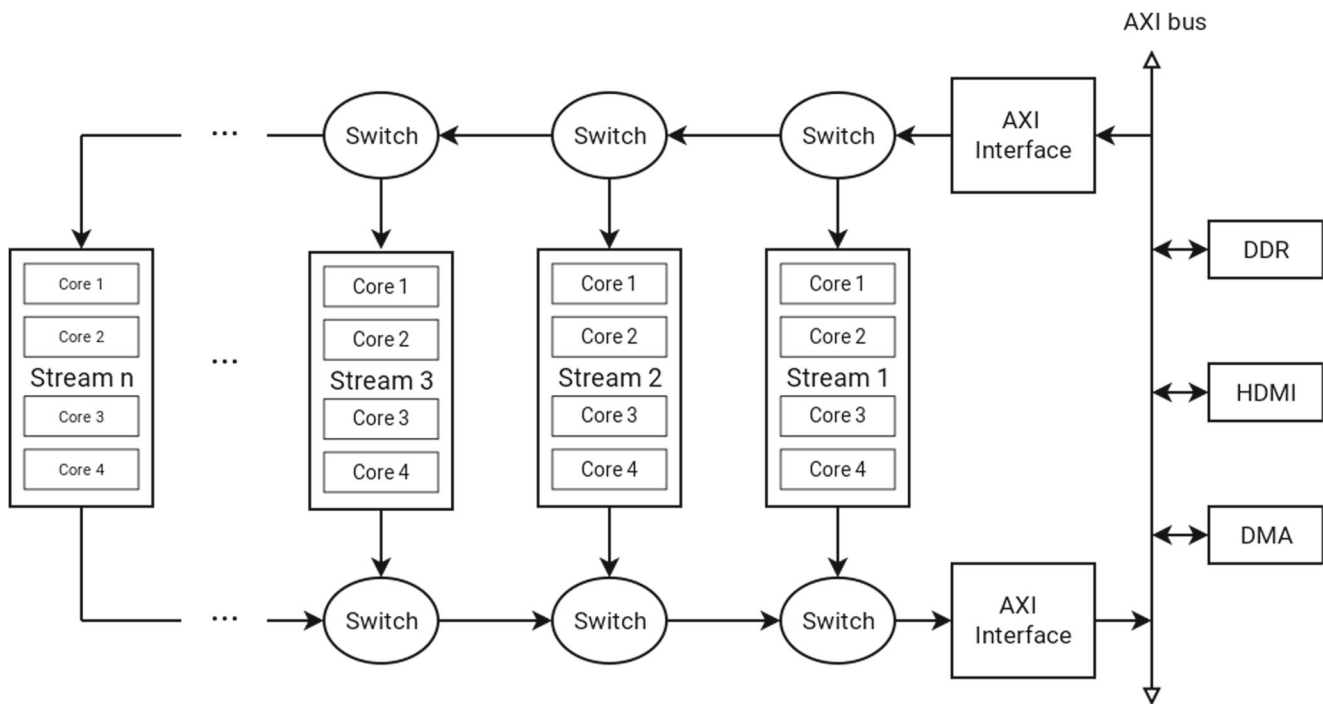 AXI bus
Switch
Switch
Switch
AXI
Interface
...
...
...
Core 1
Core 2
Stream n
Core 3
Core 4
Core 1
Core 2
Stream 3
Core 3
Core 4
Core 1
Core 2
Stream 2
Core 3
Core 4
Core 1
Core 2
Stream 1
Core 3
Core 4
DDR
HDMI
DMA
Switch
Switch
Switch
AXI
Interface